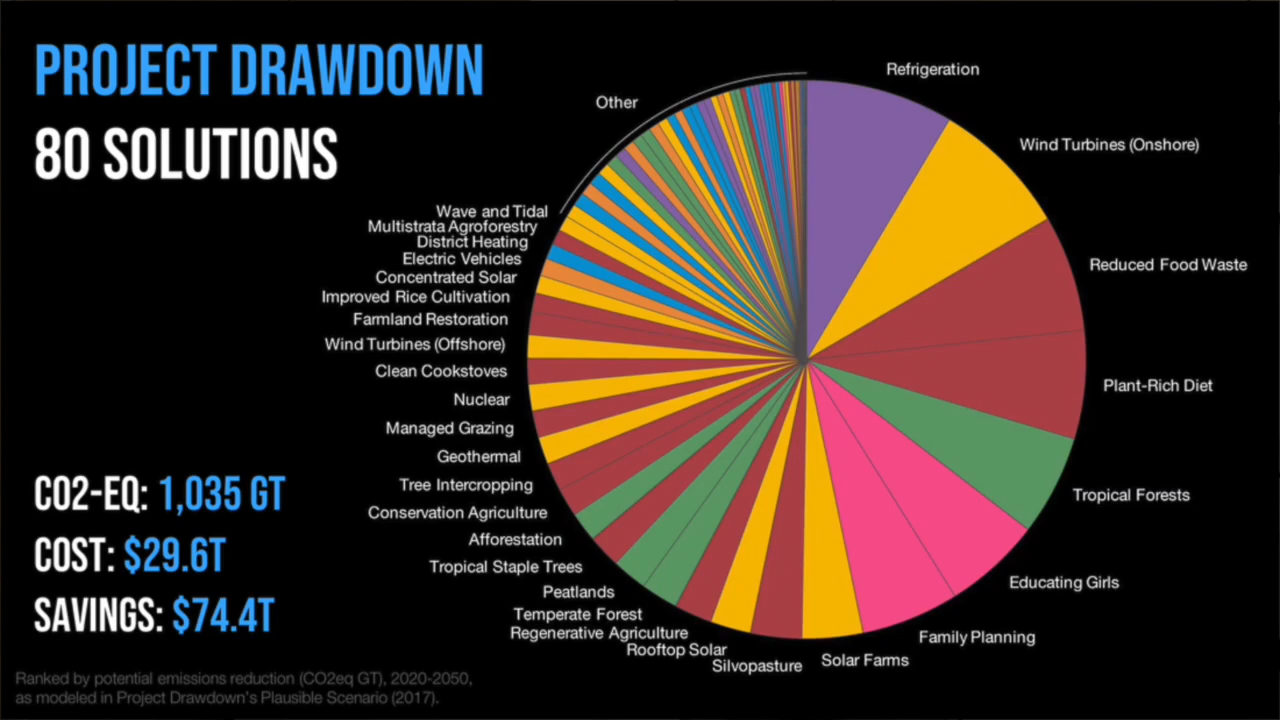 PROJECT DRAWDOWN
80 SOLUTIONS
Refrigeration
Wind Turbines (Onshore)
Reduced Food Waste
Plant-Rich Diet
Tropical Forests
Educating Girls
Family Planning
Solar Farms
Silvopasture
Rooftop Solar
Regenerative Agriculture
Temperate Forest
Peatlands
Tropical Staple Trees
Afforestation
Conservation Agriculture
Tree Intercropping
Geothermal
Managed Grazing
Nuclear
Clean Cookstoves
Wind Turbines (Offshore)
Farmland Restoration
Improved Rice Cultivation
Concentrated Solar
Electric Vehicles
District Heating
Multistrata Agroforestry
Wave and Tidal
Other
CO2-EQ: 1,035 GT
COST: $29.6T
SAVINGS: $74.4T
Ranked by potential emissions reduction (CO2eq GT), 2020-2050,
as modeled in Project Drawdown's Plausible Scenario (2017).